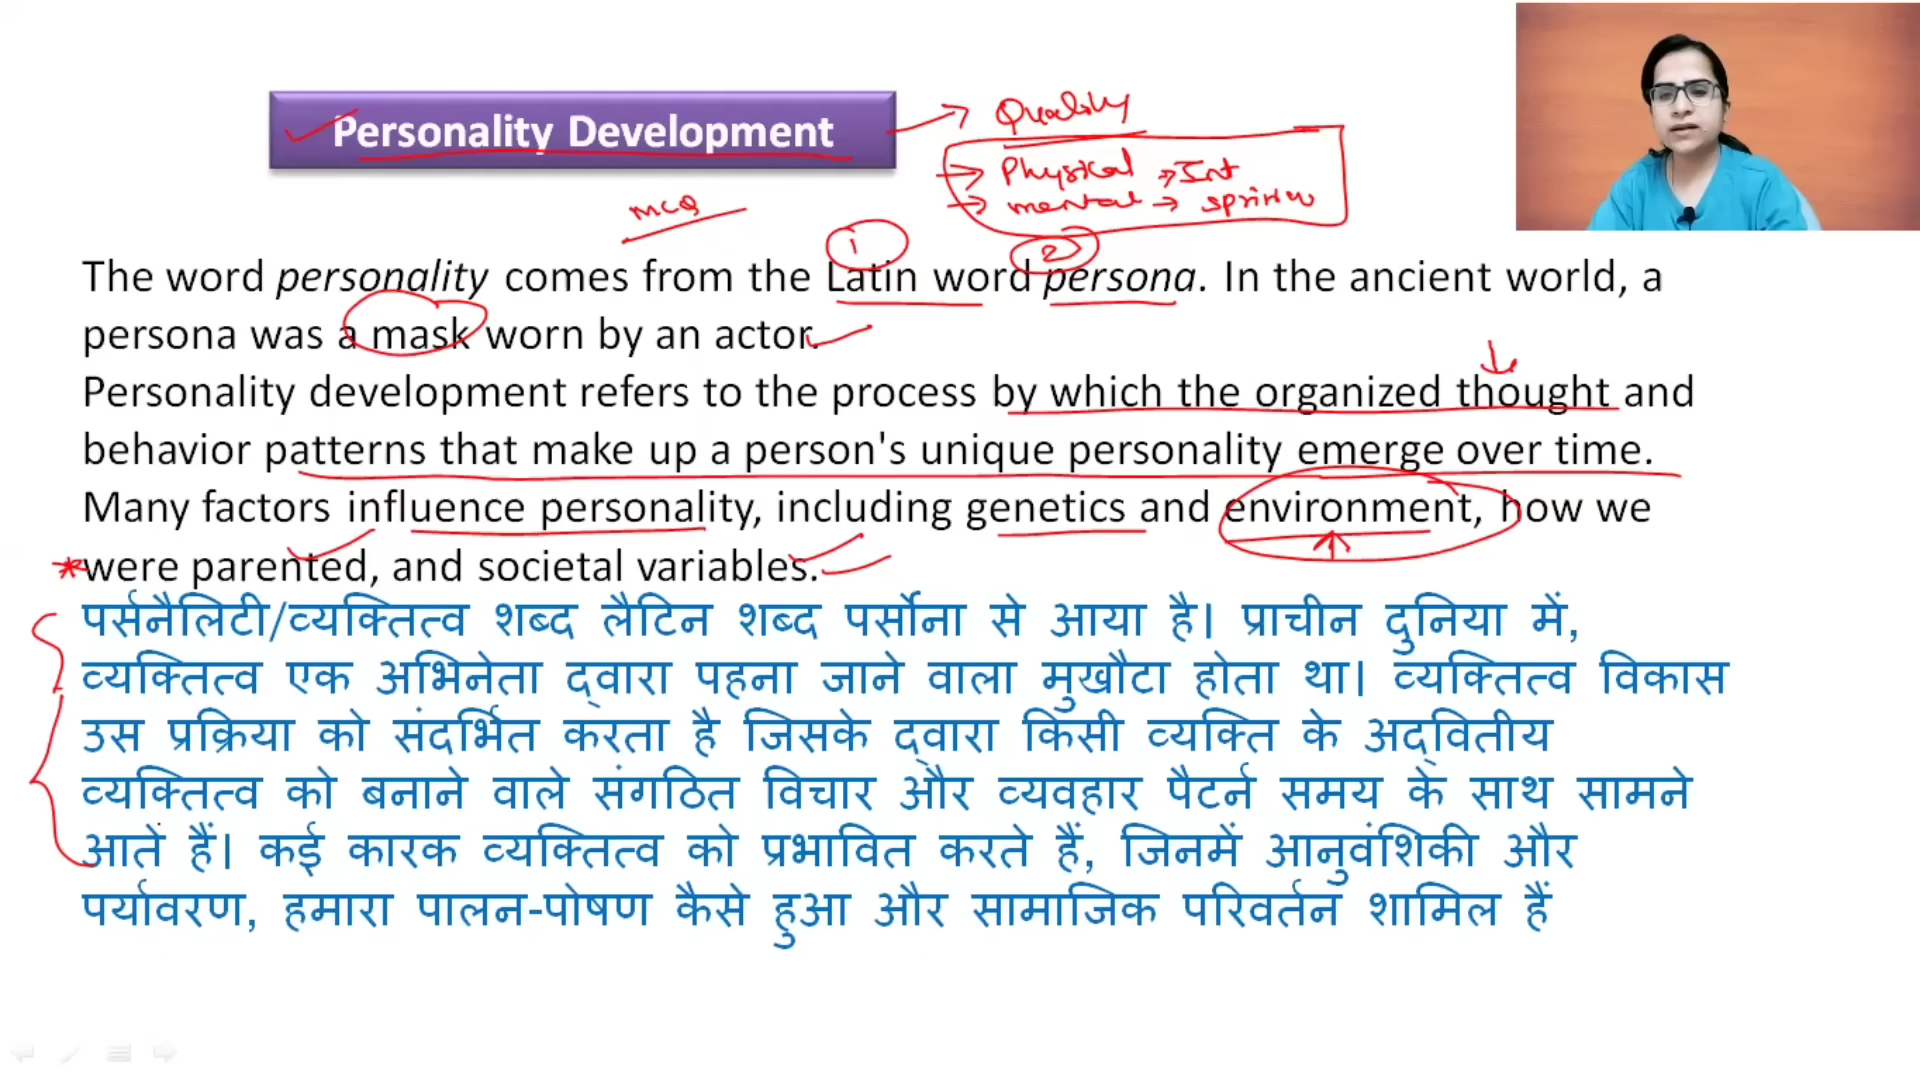 Personality Development
Quality
Physical → Int
mental →
MCQ
1
2
The word personality comes from the Latin word persona. In the ancient world, a
persona was a mask worn by an actor.
Personality development refers to the process by which the organized thought and
behavior patterns that make up a person's unique personality emerge over time.
Many factors influence personality, including genetics and environment, how we
*were parented, and societal variables.
पर्सनैलिटी/व्यक्तित्व शब्द लैटिन शब्द पर्सोना से आया है। प्राचीन दुनिया में,
व्यक्तित्व एक अभिनेता द्वारा पहना जाने वाला मुखौटा होता था। व्यक्तित्व विकास
उस प्रक्रिया को संदर्भित करता है जिसके द्वारा किसी व्यक्ति के अद्वितीय
व्यक्तित्व को बनाने वाले संगठित विचार और व्यवहार पैटर्न समय के साथ सामने
आते हैं। कई कारक व्यक्तित्व को प्रभावित करते हैं, जिनमें आनुवंशिकी और
पर्यावरण, हमारा पालन-पोषण कैसे हुआ और सामाजिक परिवर्तन शामिल हैं